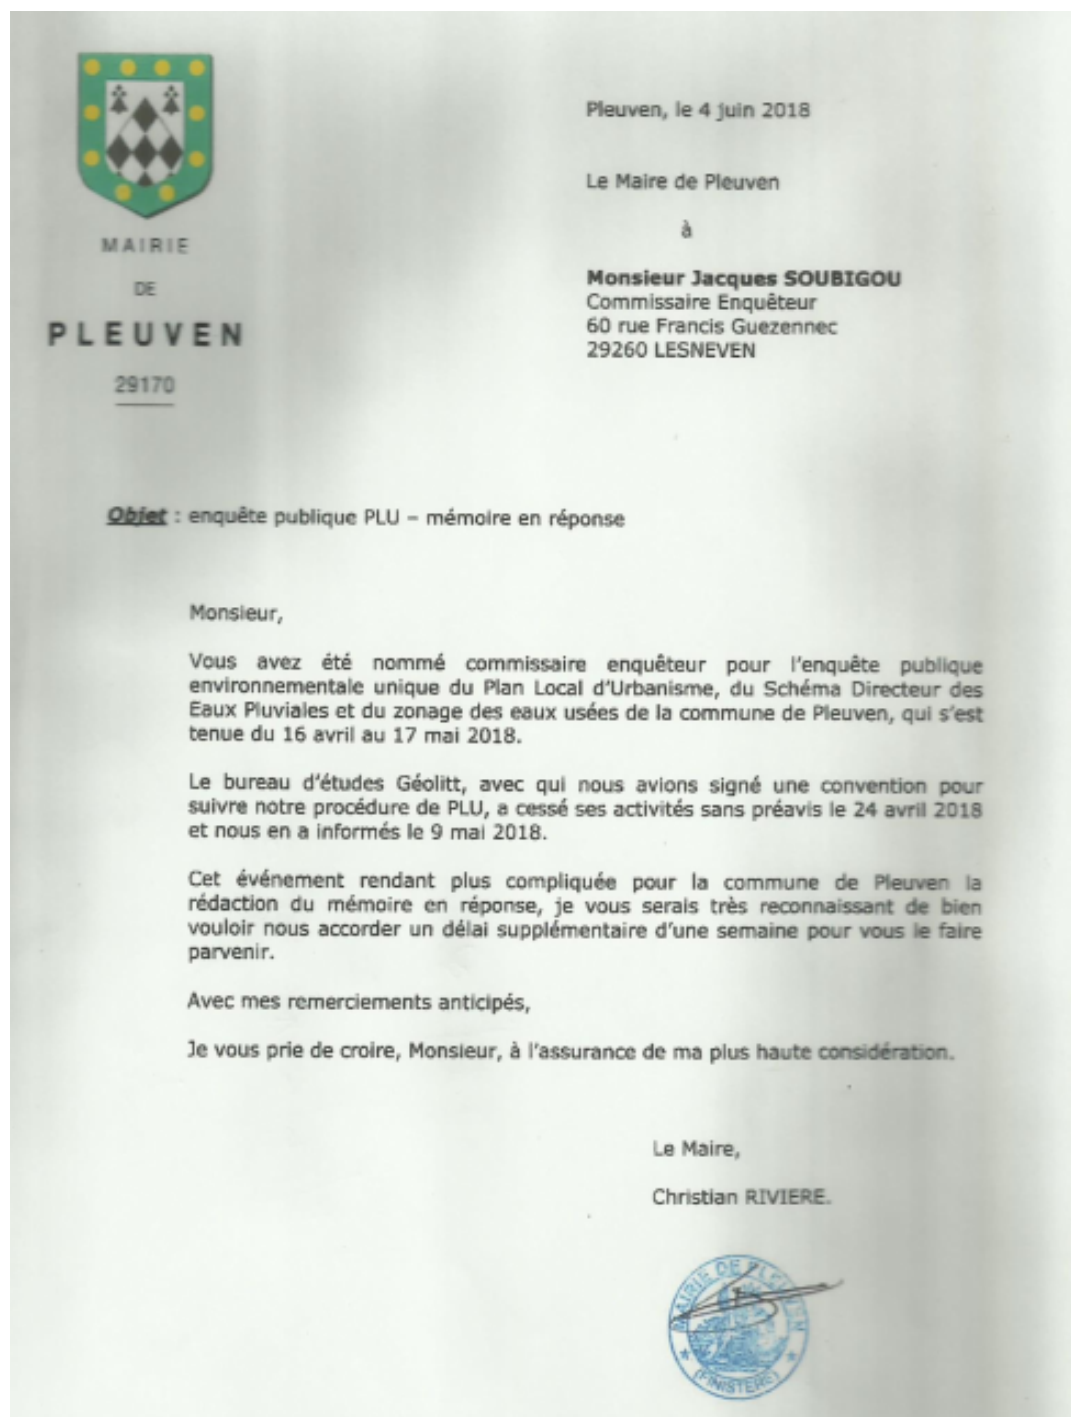 MAIRIE
DE
PLEUVEN
29170
Pleuven, le 4 juin 2018
Le Maire de Pleuven
à
Monsieur Jacques SOUBIGOU
Commissaire Enquêteur
60 rue Francis Guezennec
29260 LESNEVEN
Objet : enquête publique PLU – mémoire en réponse
Monsieur,
Vous avez été nommé commissaire enquêteur pour l'enquête publique
environnementale unique du Plan Local d'Urbanisme, du Schéma Directeur des
Eaux Pluviales et du zonage des eaux usées de la commune de Pleuven, qui s'est
tenue du 16 avril au 17 mai 2018.
Le bureau d'études Géolitt, avec qui nous avions signé une convention pour
suivre notre procédure de PLU, a cessé ses activités sans préavis le 24 avril 2018
et nous en a informés le 9 mai 2018.
Cet événement rendant plus compliquée pour la commune de Pleuven la
rédaction du mémoire en réponse, je vous serais très reconnaissant de bien
vouloir nous accorder un délai supplémentaire d'une semaine pour vous le faire
parvenir.
Avec mes remerciements anticipés,
Je vous prie de croire, Monsieur, à l'assurance de ma plus haute considération.
Le Maire,
Christian RIVIERE.
MAIRIE DE PLEUVEN
(FINISTERE)